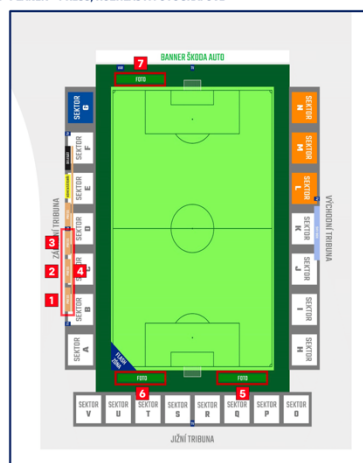 7
BANNER ŠKODA AUTO
FOTO
SEKTOR G
SEKTOR F
SEKTOR E
SEKTOR D
SEKTOR C
SEKTOR B
SEKTOR A
3
2
4
1
SEKTOR N
SEKTOR M
SEKTOR L
SEKTOR K
SEKTOR J
SEKTOR I
SEKTOR H
VÝCHODNÍ TRIBUNA
FLASH ZÓNA
FOTO
FOTO
6
5
SEKTOR V
SEKTOR U
SEKTOR T
SEKTOR S
SEKTOR R
SEKTOR Q
SEKTOR P
SEKTOR O
JIŽNÍ TRIBUNA